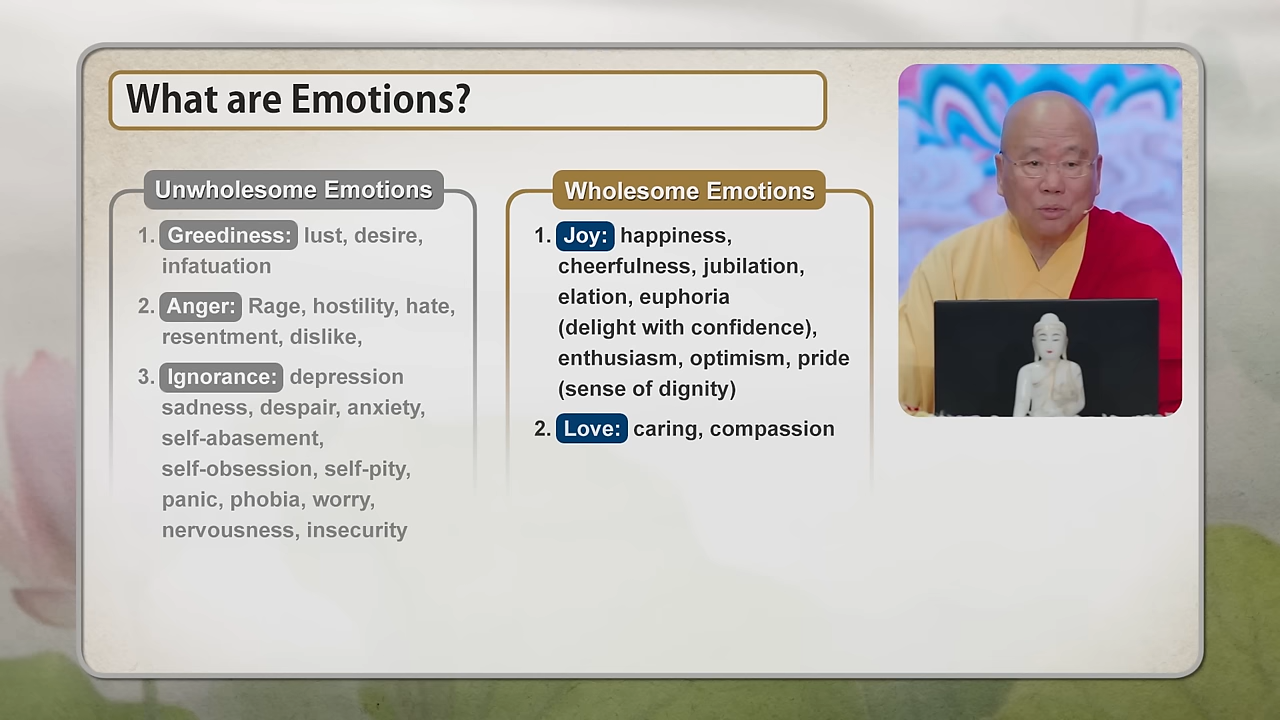 What are Emotions?
Unwholesome Emotions
1. Greediness: lust, desire,
infatuation
2. Anger: Rage, hostility, hate,
resentment, dislike,
3. Ignorance: depression
sadness, despair, anxiety,
self-abasement,
self-obsession, self-pity,
panic, phobia, worry,
nervousness, insecurity
Wholesome Emotions
1. Joy: happiness,
cheerfulness, jubilation,
elation, euphoria
(delight with confidence),
enthusiasm, optimism, pride
(sense of dignity)
2. Love: caring, compassion